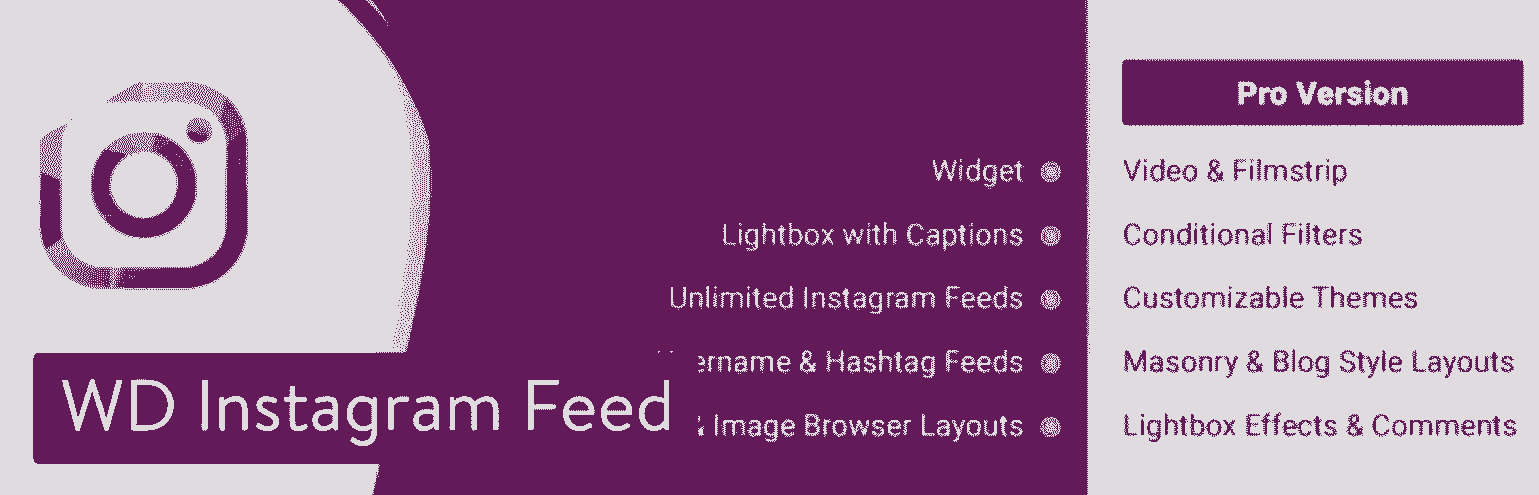 WD Instagram Feed
Widget
Lightbox with Captions
Unlimited Instagram Feeds
& Hashtag Feeds
Image Browser Layouts
Pro Version
Video & Filmstrip
Conditional Filters
Customizable Themes
Masonry & Blog Style Layouts
Lightbox Effects & Comments